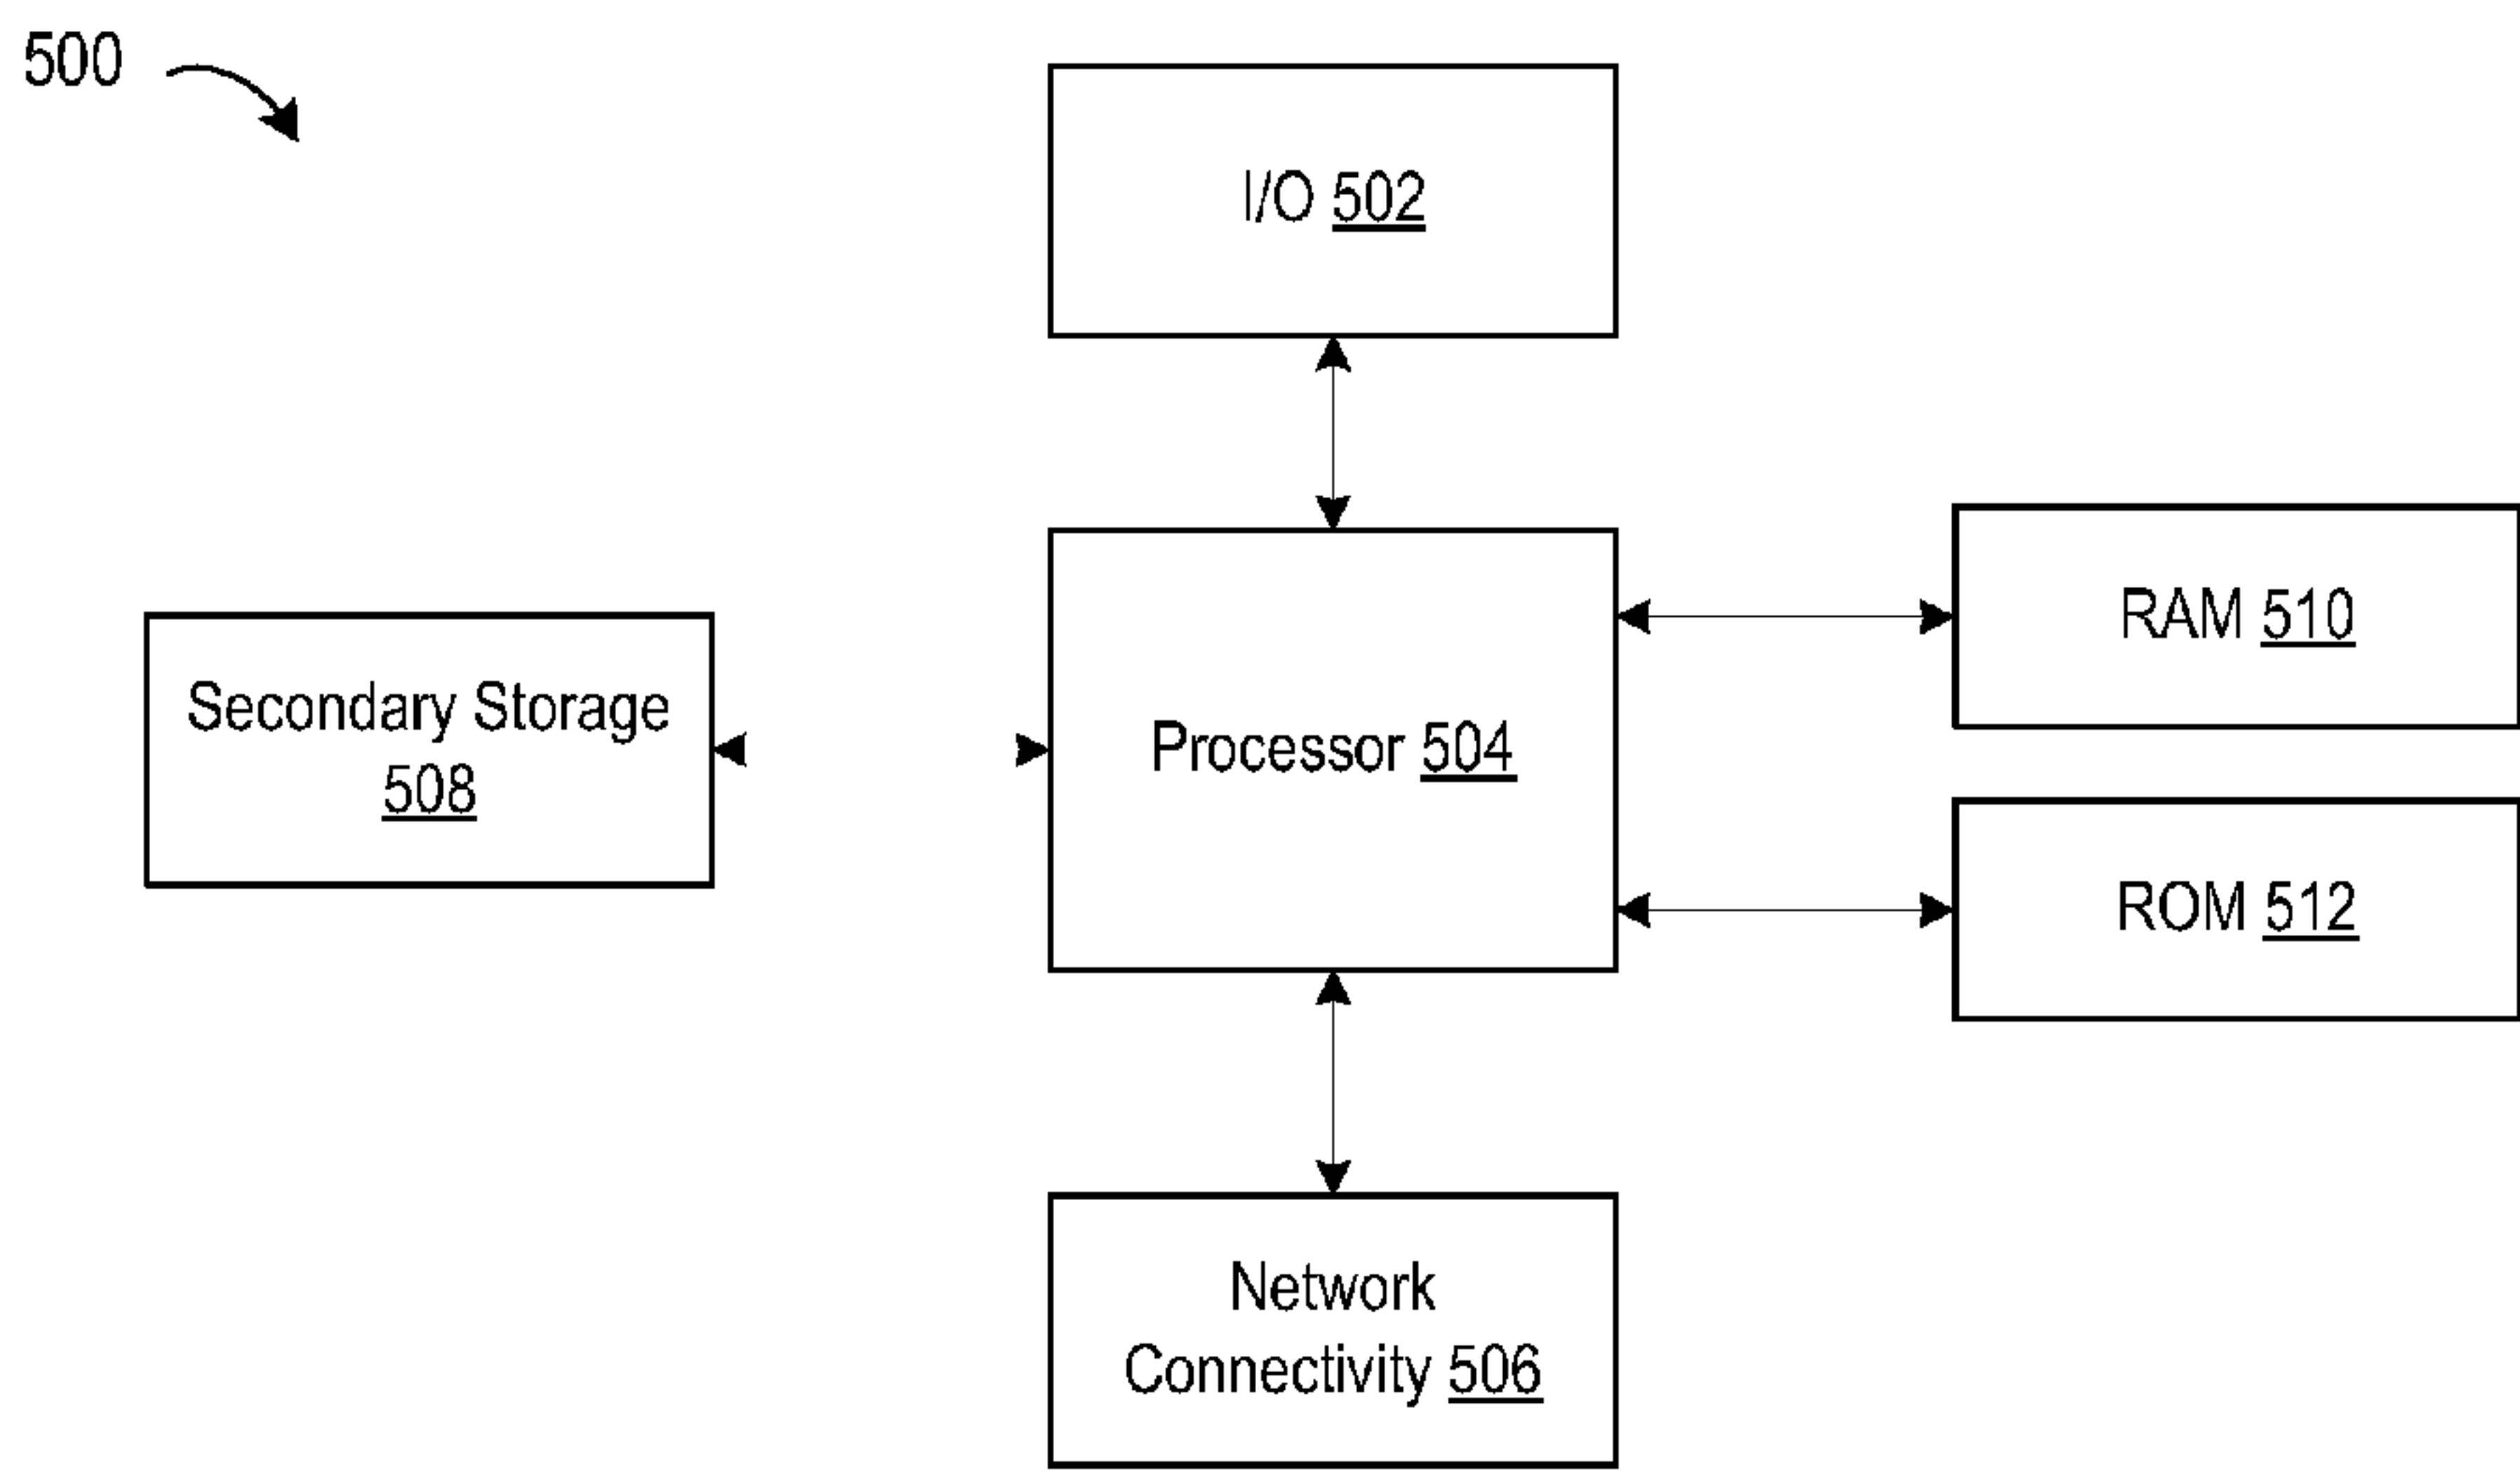 500
I/O 502
RAM 510
Secondary Storage
508
Processor 504
ROM 512
Network
Connectivity 506